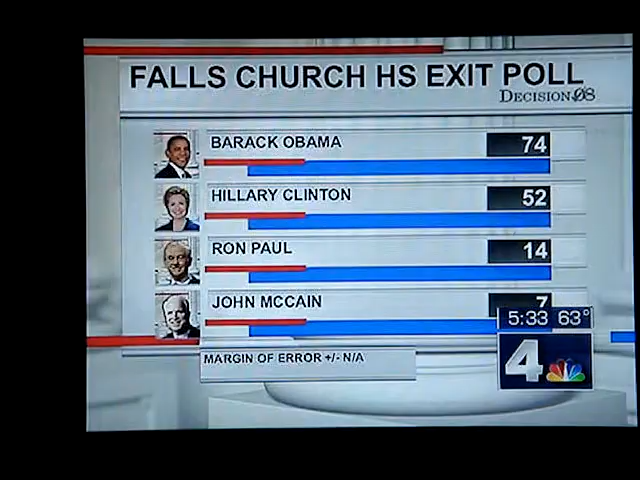 FALLS CHURCH HS EXIT POLL
DECISION 08
BARACK OBAMA 74
HILLARY CLINTON 52
RON PAUL 14
JOHN MCCAIN 7
5:33 63°
4
MARGIN OF ERROR +/- N/A